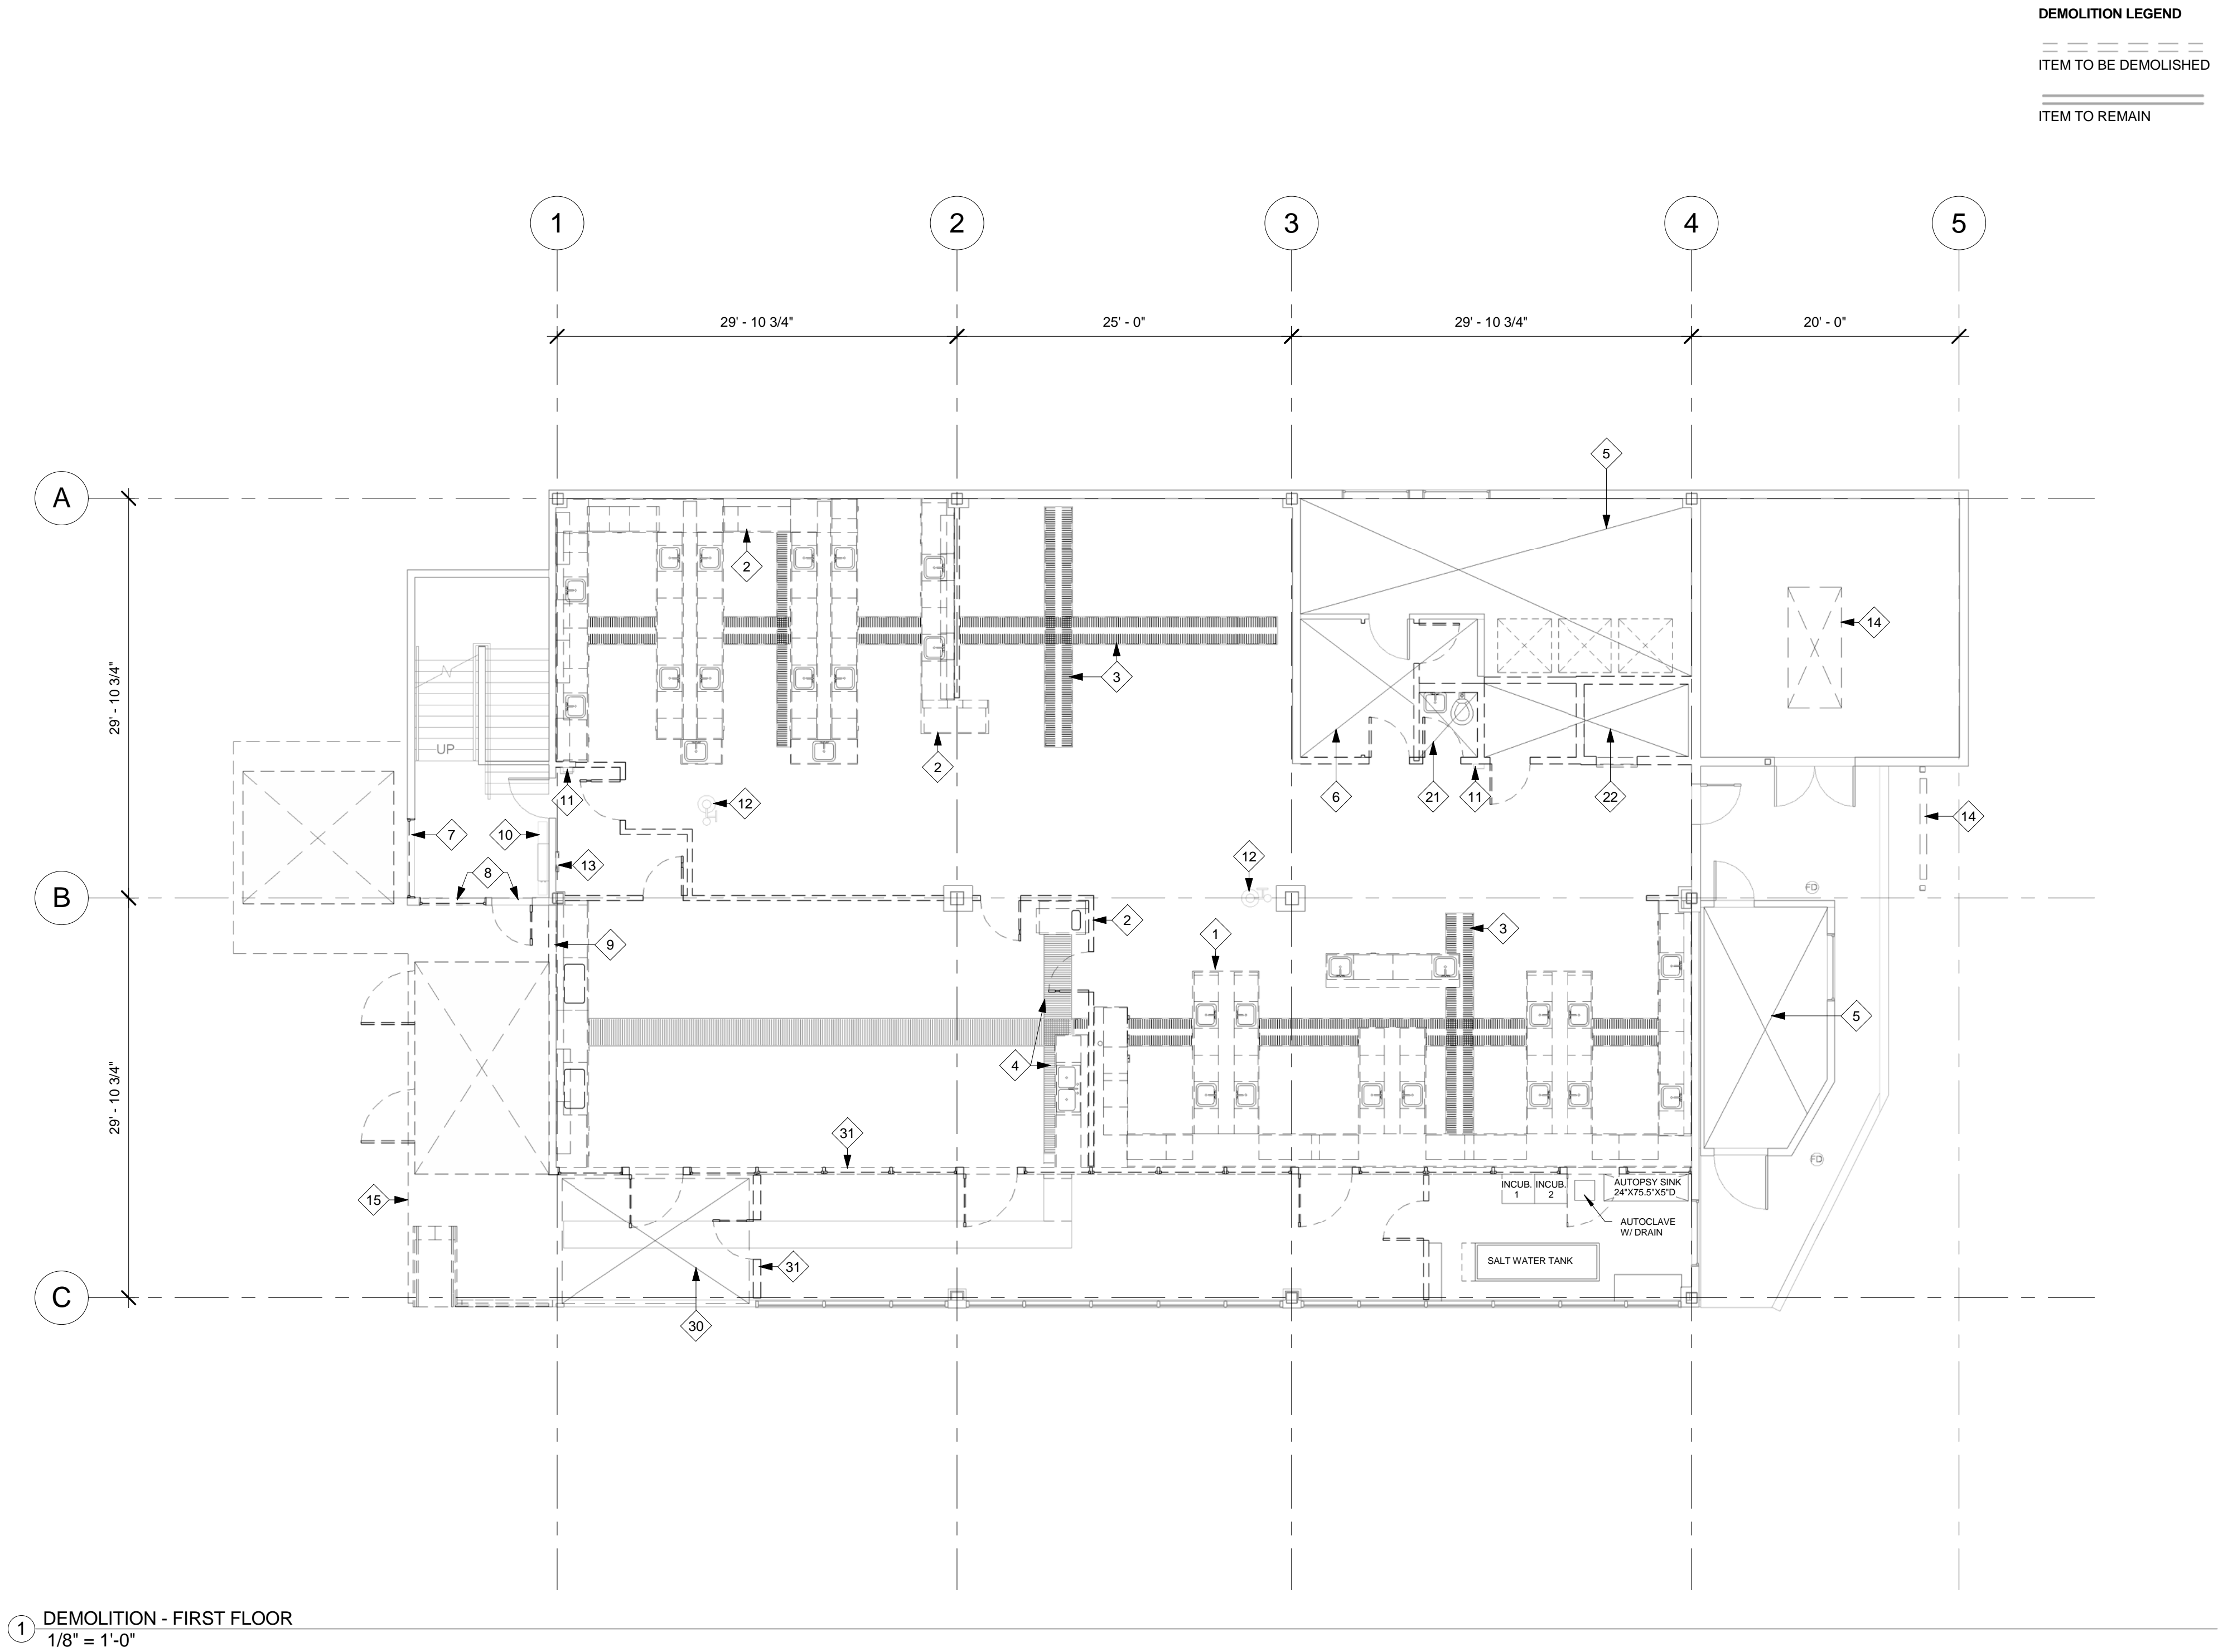 DEMOLITION LEGEND
ITEM TO BE DEMOLISHED
ITEM TO REMAIN
1
2
3
4
5
29' - 10 3/4"
25' - 0"
29' - 10 3/4"
20' - 0"
5
A
2
14
3
29' - 10 3/4"
UP
2
11
12
6
21
11
22
14
7
10
8
13
12
FD
B
9
2
1
3
5
4
29' - 10 3/4"
31
FD
15
INCUB.
1
INCUB.
2
AUTOPSY SINK
24"X75.5"X5"D
AUTOCLAVE
W/ DRAIN
SALT WATER TANK
31
C
30
1
DEMOLITION - FIRST FLOOR
1/8" = 1'-0"